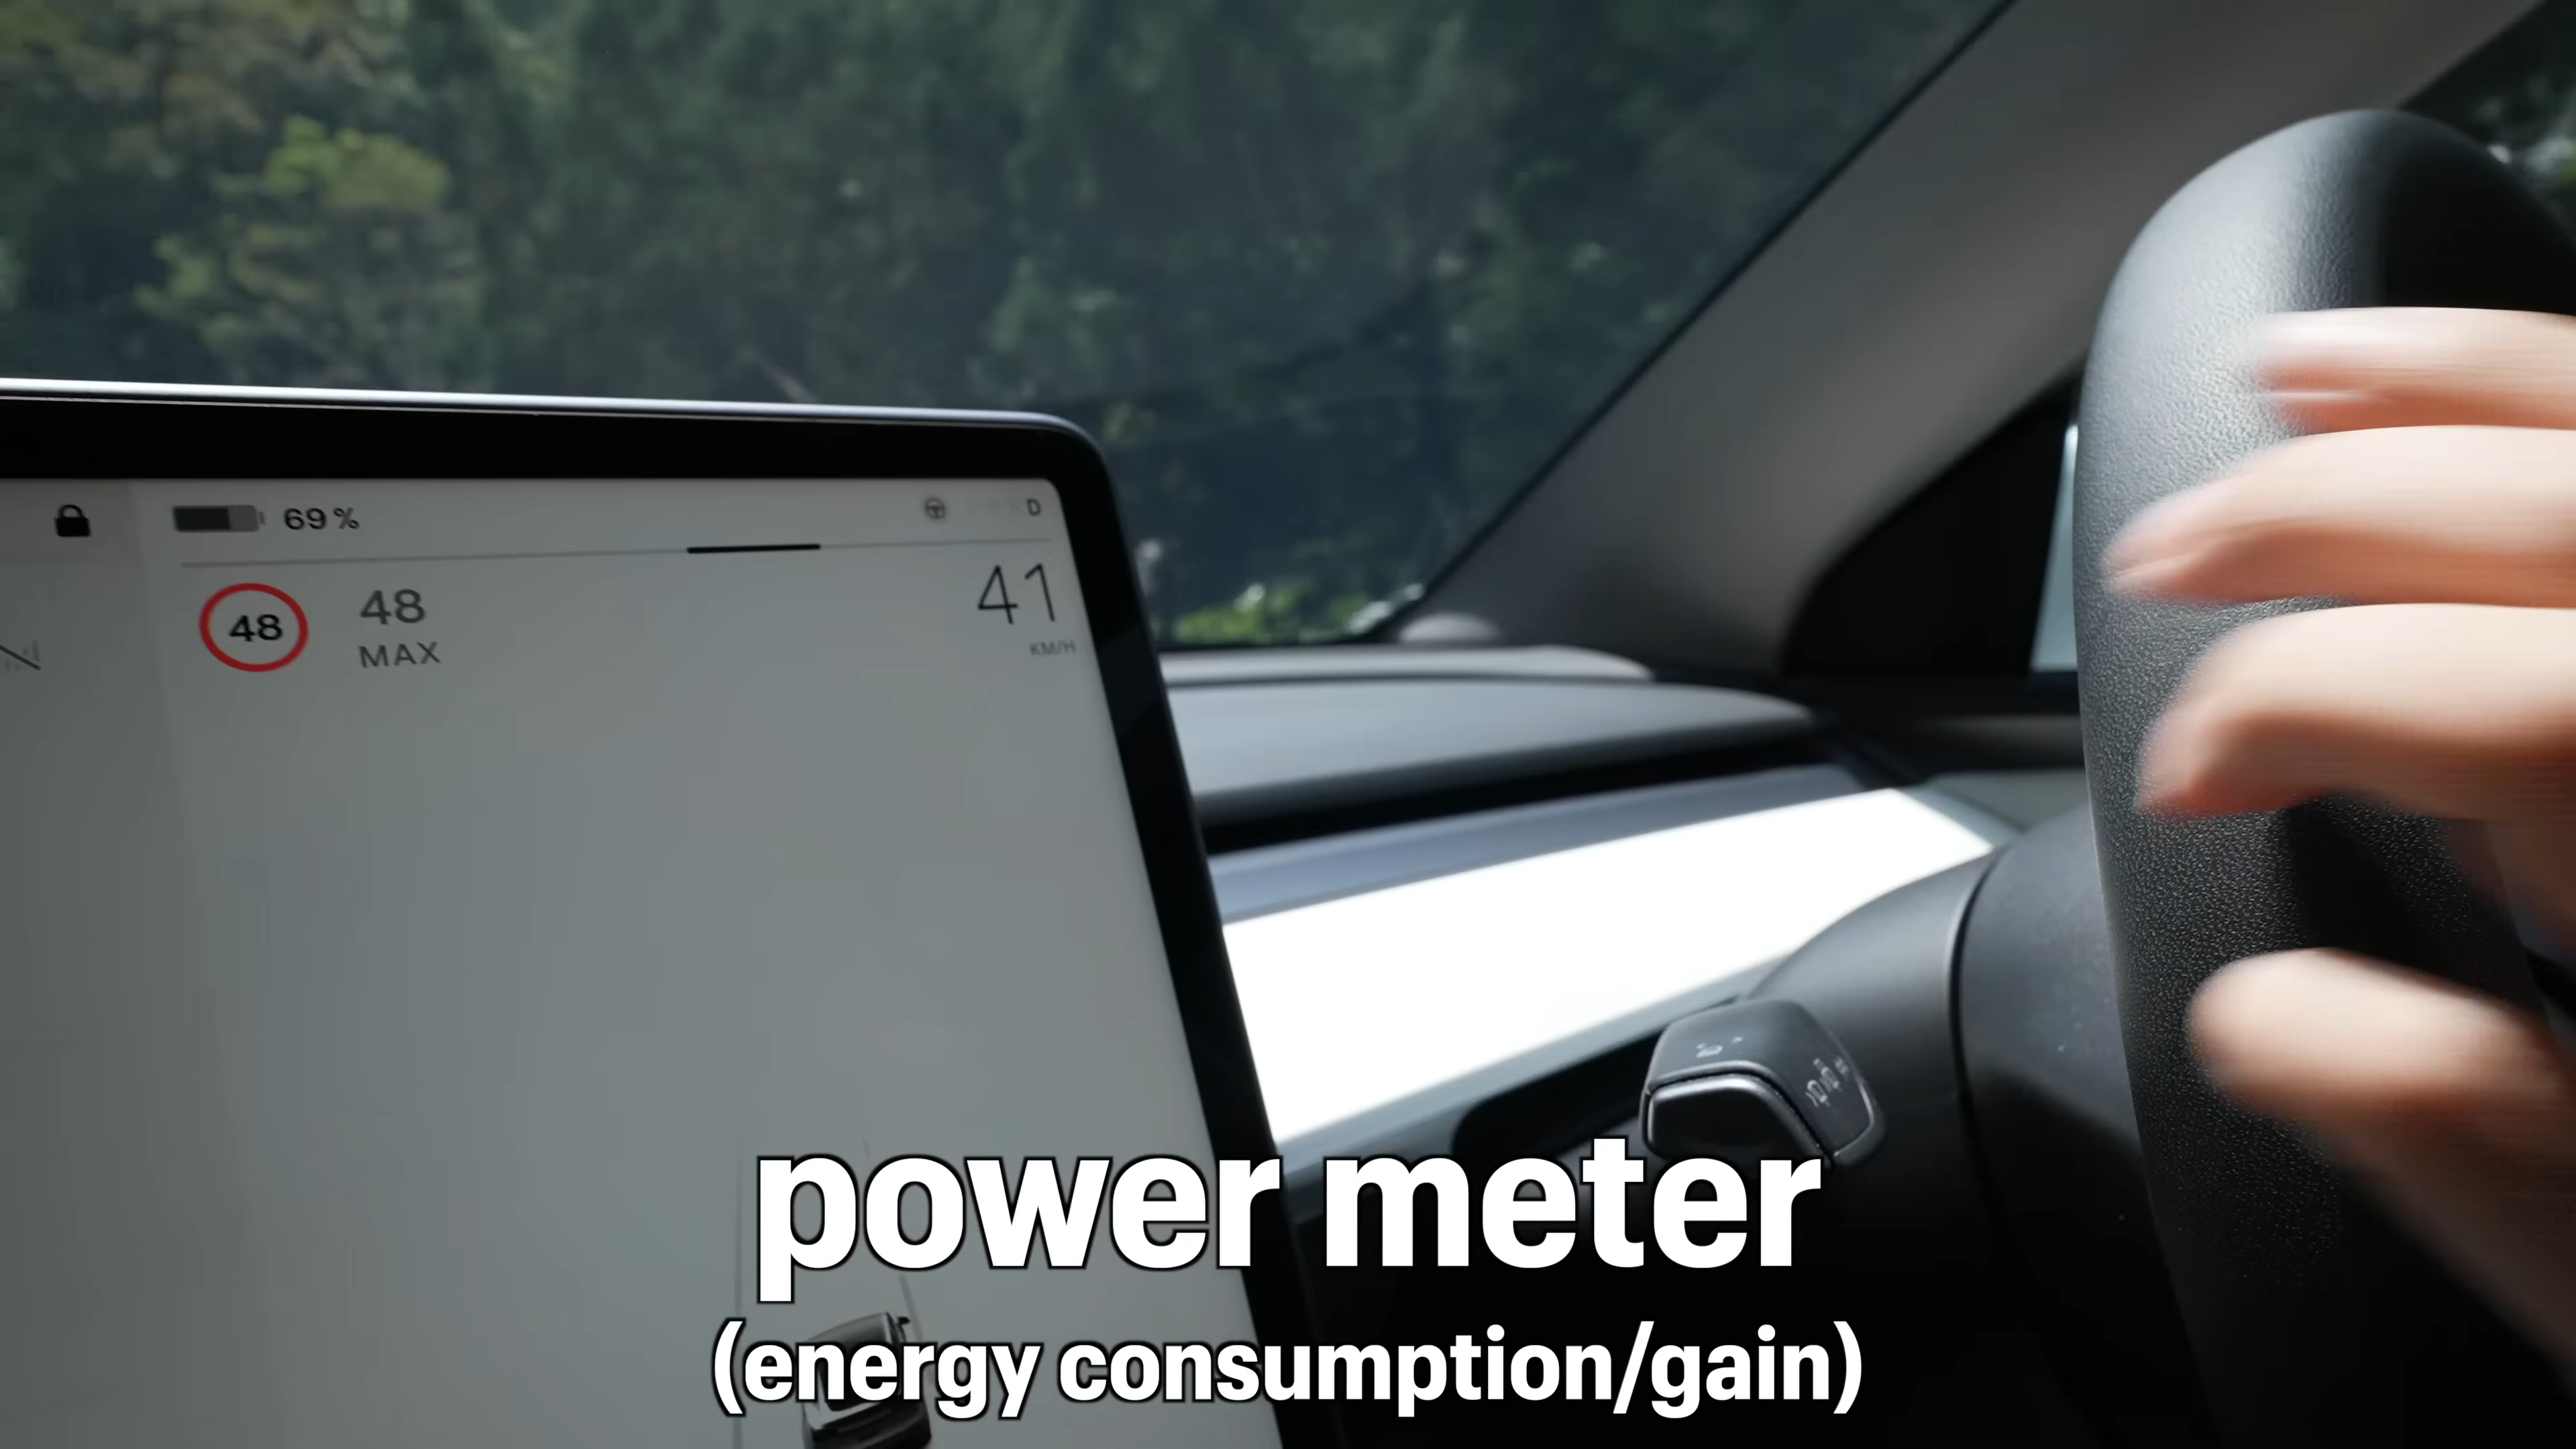 69 %
D
48
48
MAX
41
KM/H
power meter
(energy consumption/gain)